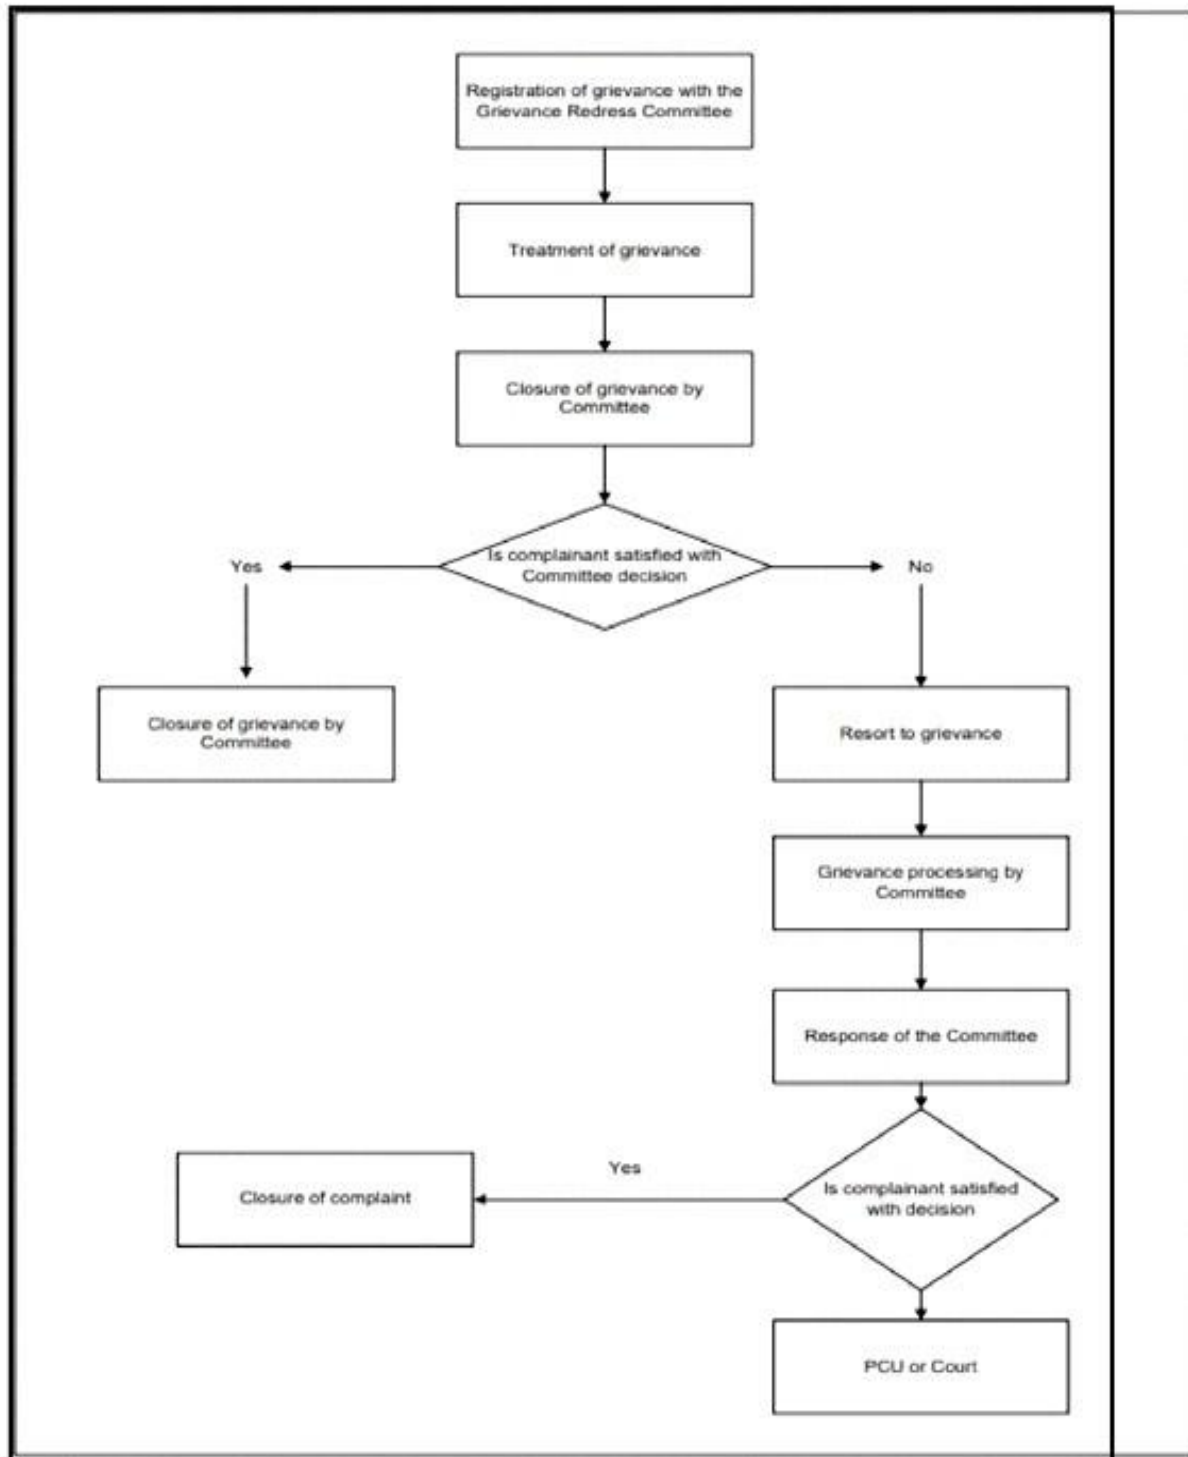 Registration of grievance with the
Grievance Redress Committee
Treatment of grievance
Closure of grievance by
Committee
Is complainant satisfied with
Committee decision
Yes
No
Closure of grievance by
Committee
Resort to grievance
Grievance processing by
Committee
Response of the Committee
Yes
Is complainant satisfied
with decision
Closure of complaint
PCU or Court